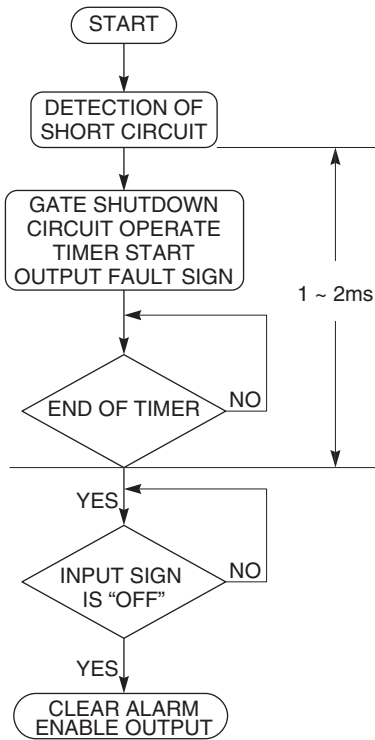 START
DETECTION OF
SHORT CIRCUIT
GATE SHUTDOWN
CIRCUIT OPERATE
TIMER START
OUTPUT FAULT SIGN
1 ~ 2ms
END OF TIMER
NO
YES
INPUT SIGN
IS “OFF”
NO
YES
CLEAR ALARM
ENABLE OUTPUT